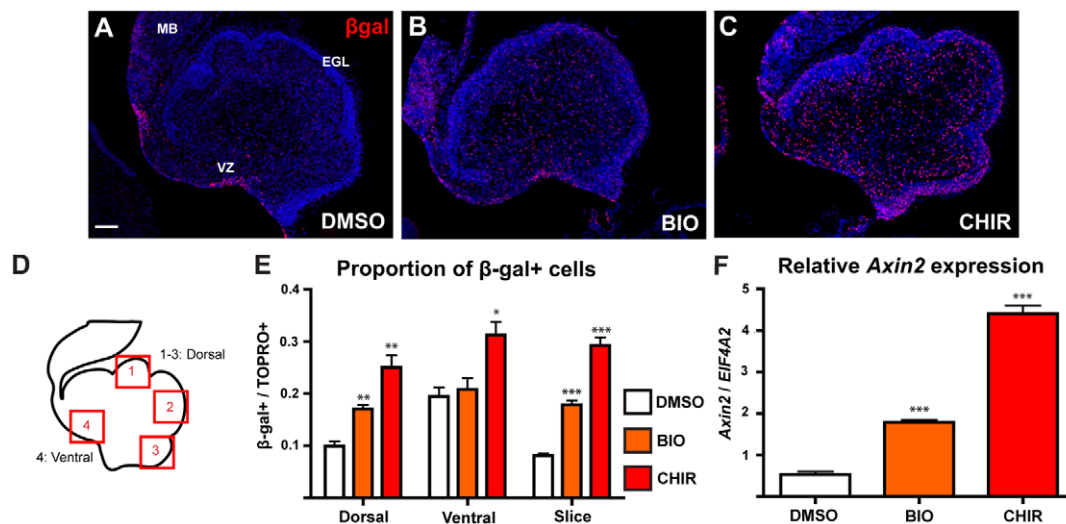 A
MB
βgal
EGL
VZ
DMSO
B
BIO
C
CHIR
D
1-3: Dorsal
1
2
3
4
4: Ventral
E
Proportion of β-gal+ cells
β-gal+ / TOPRO+
0.4
0.3
0.2
0.1
**
**
*
***
***
Dorsal
Ventral
Slice
DMSO
BIO
CHIR
F
Relative Axin2 expression
Axin2 / EIF4A2
5
4
3
2
1
***
***
DMSO
BIO
CHIR